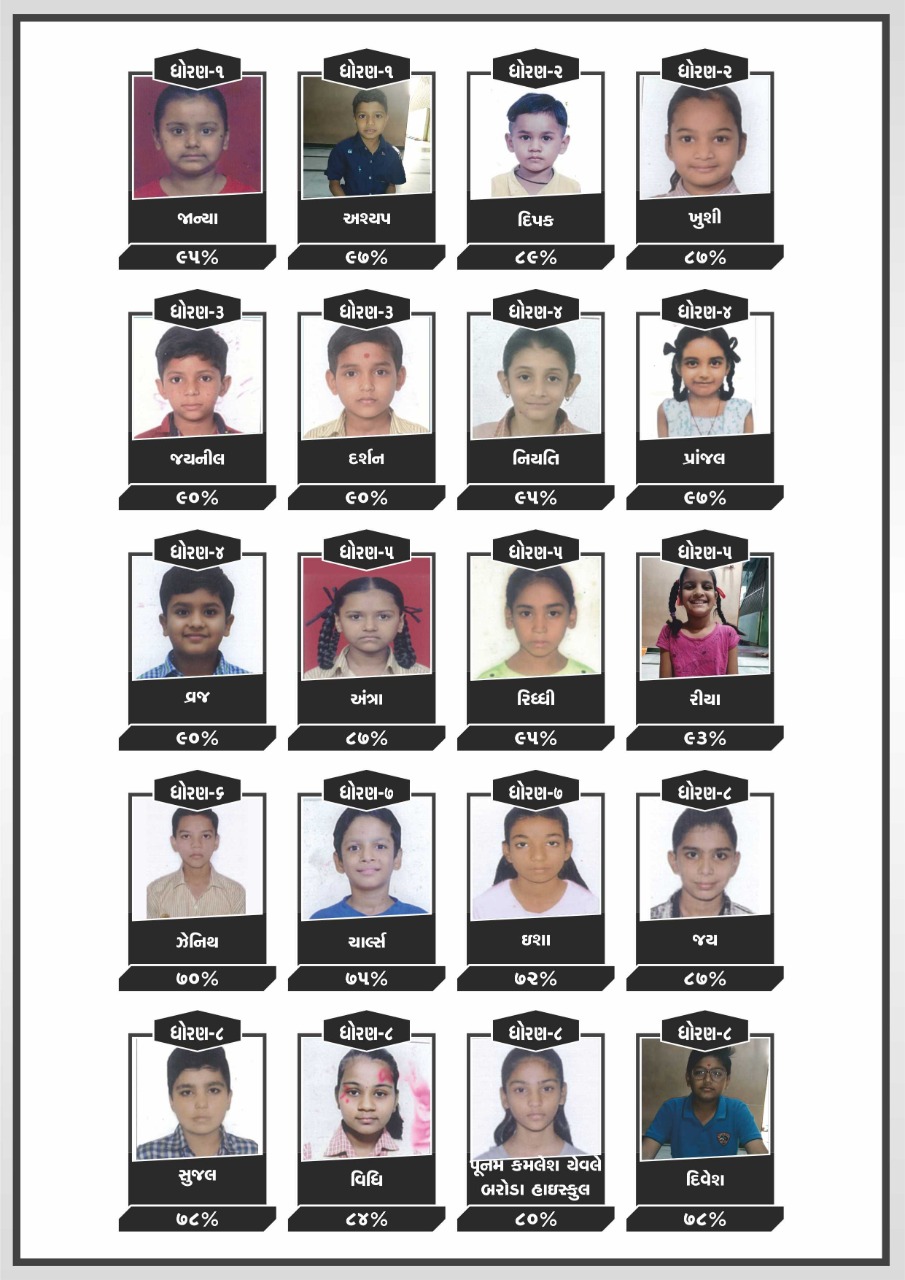 ધોરણ-૧
જાન્યા
૯૫%
ધોરણ-૧
અશ્યપ
૯૭%
ધોરણ-૨
દિપક
૮૯%
ધોરણ-૨
ખુશી
૮૭%
ધોરણ-૩
જયનીલ
૯૦%
ધોરણ-૩
દર્શન
૯૦%
ધોરણ-૪
નિયતિ
૯૫%
ધોરણ-૪
પ્રાંજલ
૯૭%
ધોરણ-૪
વ્રજ
૯૦%
ધોરણ-૫
અંત્રા
૮૭%
ધોરણ-૫
રિધ્ધી
૯૫%
ધોરણ-૫
રીયા
૯૩%
ધોરણ-૬
ઝેનિથ
૭૦%
ધોરણ-૭
ચાર્લ્સ
૭૫%
ધોરણ-૭
ઇશા
૭૨%
ધોરણ-૮
જય
૮૭%
ધોરણ-૮
સુજલ
૭૮%
ધોરણ-૮
વિધિ
૮૪%
ધોરણ-૮
પૂનમ કમલેશ યેવલે
બરોડા હાઇસ્કુલ
૮૦%
ધોરણ-૮
દિવેશ
૭૮%